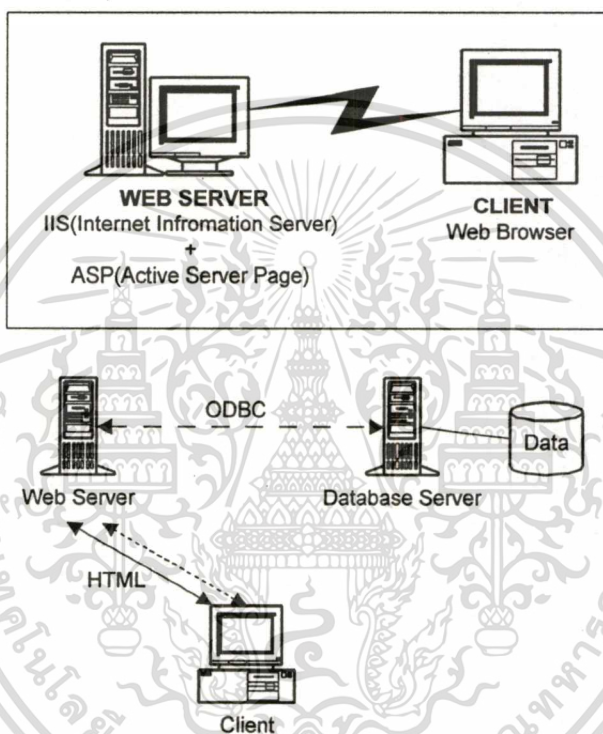 WEB SERVER
IIS(Internet Infromation Server)
+
ASP(Active Server Page)
CLIENT
Web Browser
ODBC
Data
Web Server
Database Server
HTML
Client